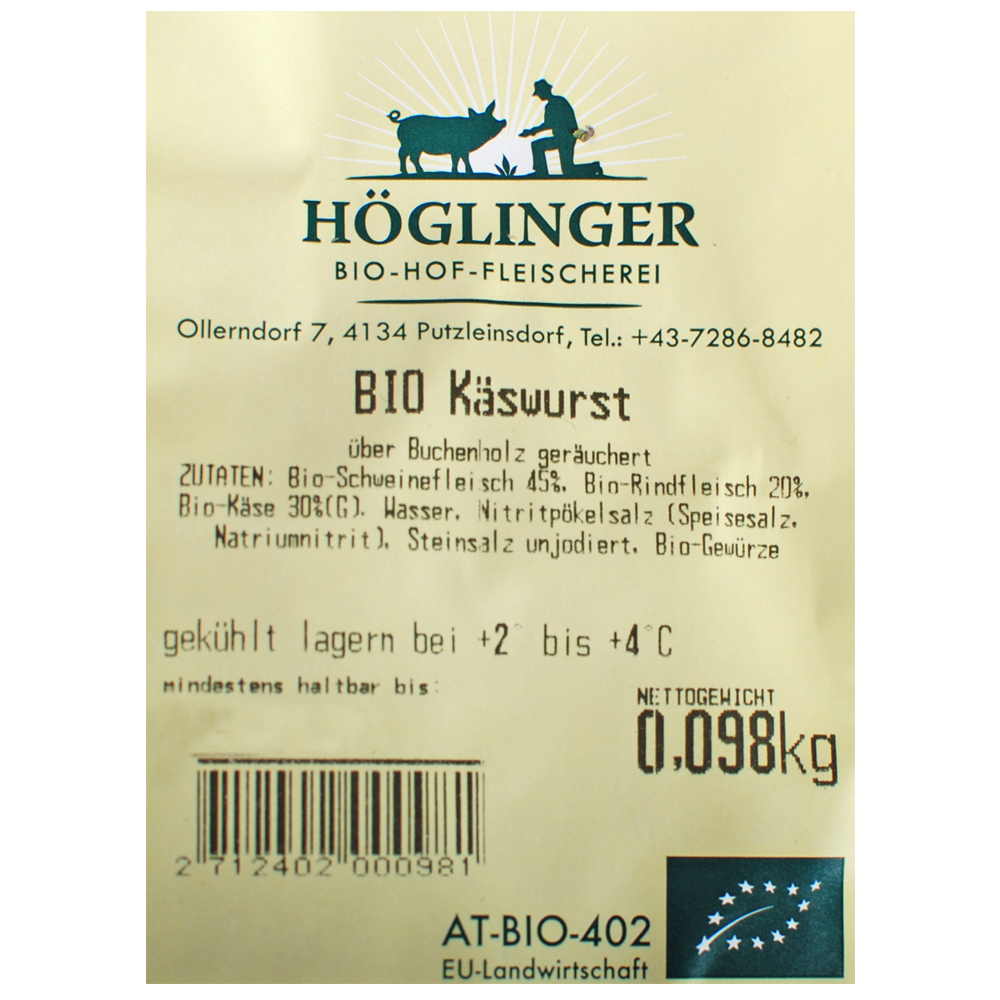 HÖGLINGER
BIO-HOF-FLEISCHEREI
Ollerndorf 7, 4134 Putzleinsdorf, Tel.: +43-7286-8482
BIO Käswurst
über Buchenholz geräuchert
ZUTATEN: Bio-Schweinefleisch 45%, Bio-Rindfleisch 20%,
Bio-Käse 30%(G), Wasser, Nitritpökelsalz (Speisesalz,
Natriumnitrit), Steinsalz unjodiert, Bio-Gewürze
gekühlt lagern bei +2° bis +4°C
mindestens haltbar bis:
NETTOGEWICHT
0,098kg
2 712402 000981
AT-BIO-402
EU-Landwirtschaft